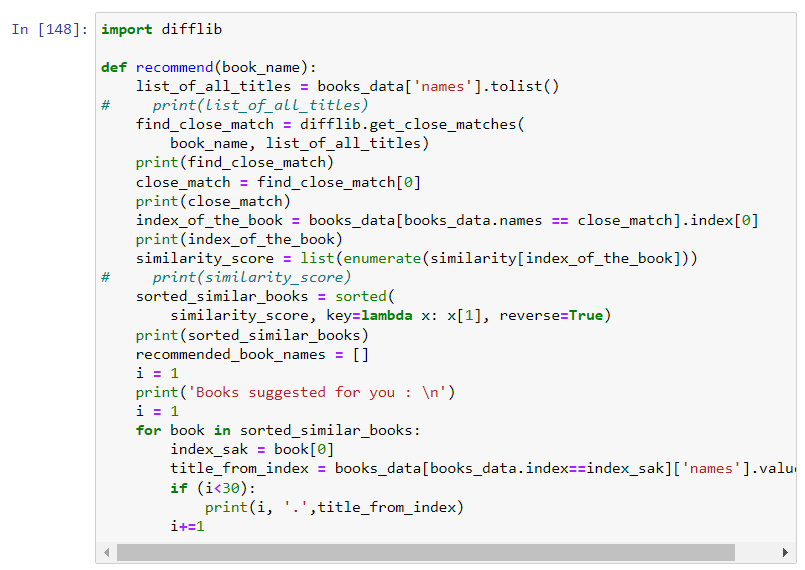 In [148]: import difflib
def recommend(book_name):
    list_of_all_titles = books_data['names'].tolist()
#     print(list_of_all_titles)
    find_close_match = difflib.get_close_matches(
        book_name, list_of_all_titles)
    print(find_close_match)
    close_match = find_close_match[0]
    print(close_match)
    index_of_the_book = books_data[books_data.names == close_match].index[0]
    print(index_of_the_book)
    similarity_score = list(enumerate(similarity[index_of_the_book]))
#     print(similarity_score)
    sorted_similar_books = sorted(
        similarity_score, key=lambda x: x[1], reverse=True)
    print(sorted_similar_books)
    recommended_book_names = []
    i = 1
    print('Books suggested for you : \n')
    i = 1
    for book in sorted_similar_books:
        index_sak = book[0]
        title_from_index = books_data[books_data.index==index_sak]['names'].valu
        if (i<30):
            print(i, '.',title_from_index)
        i+=1